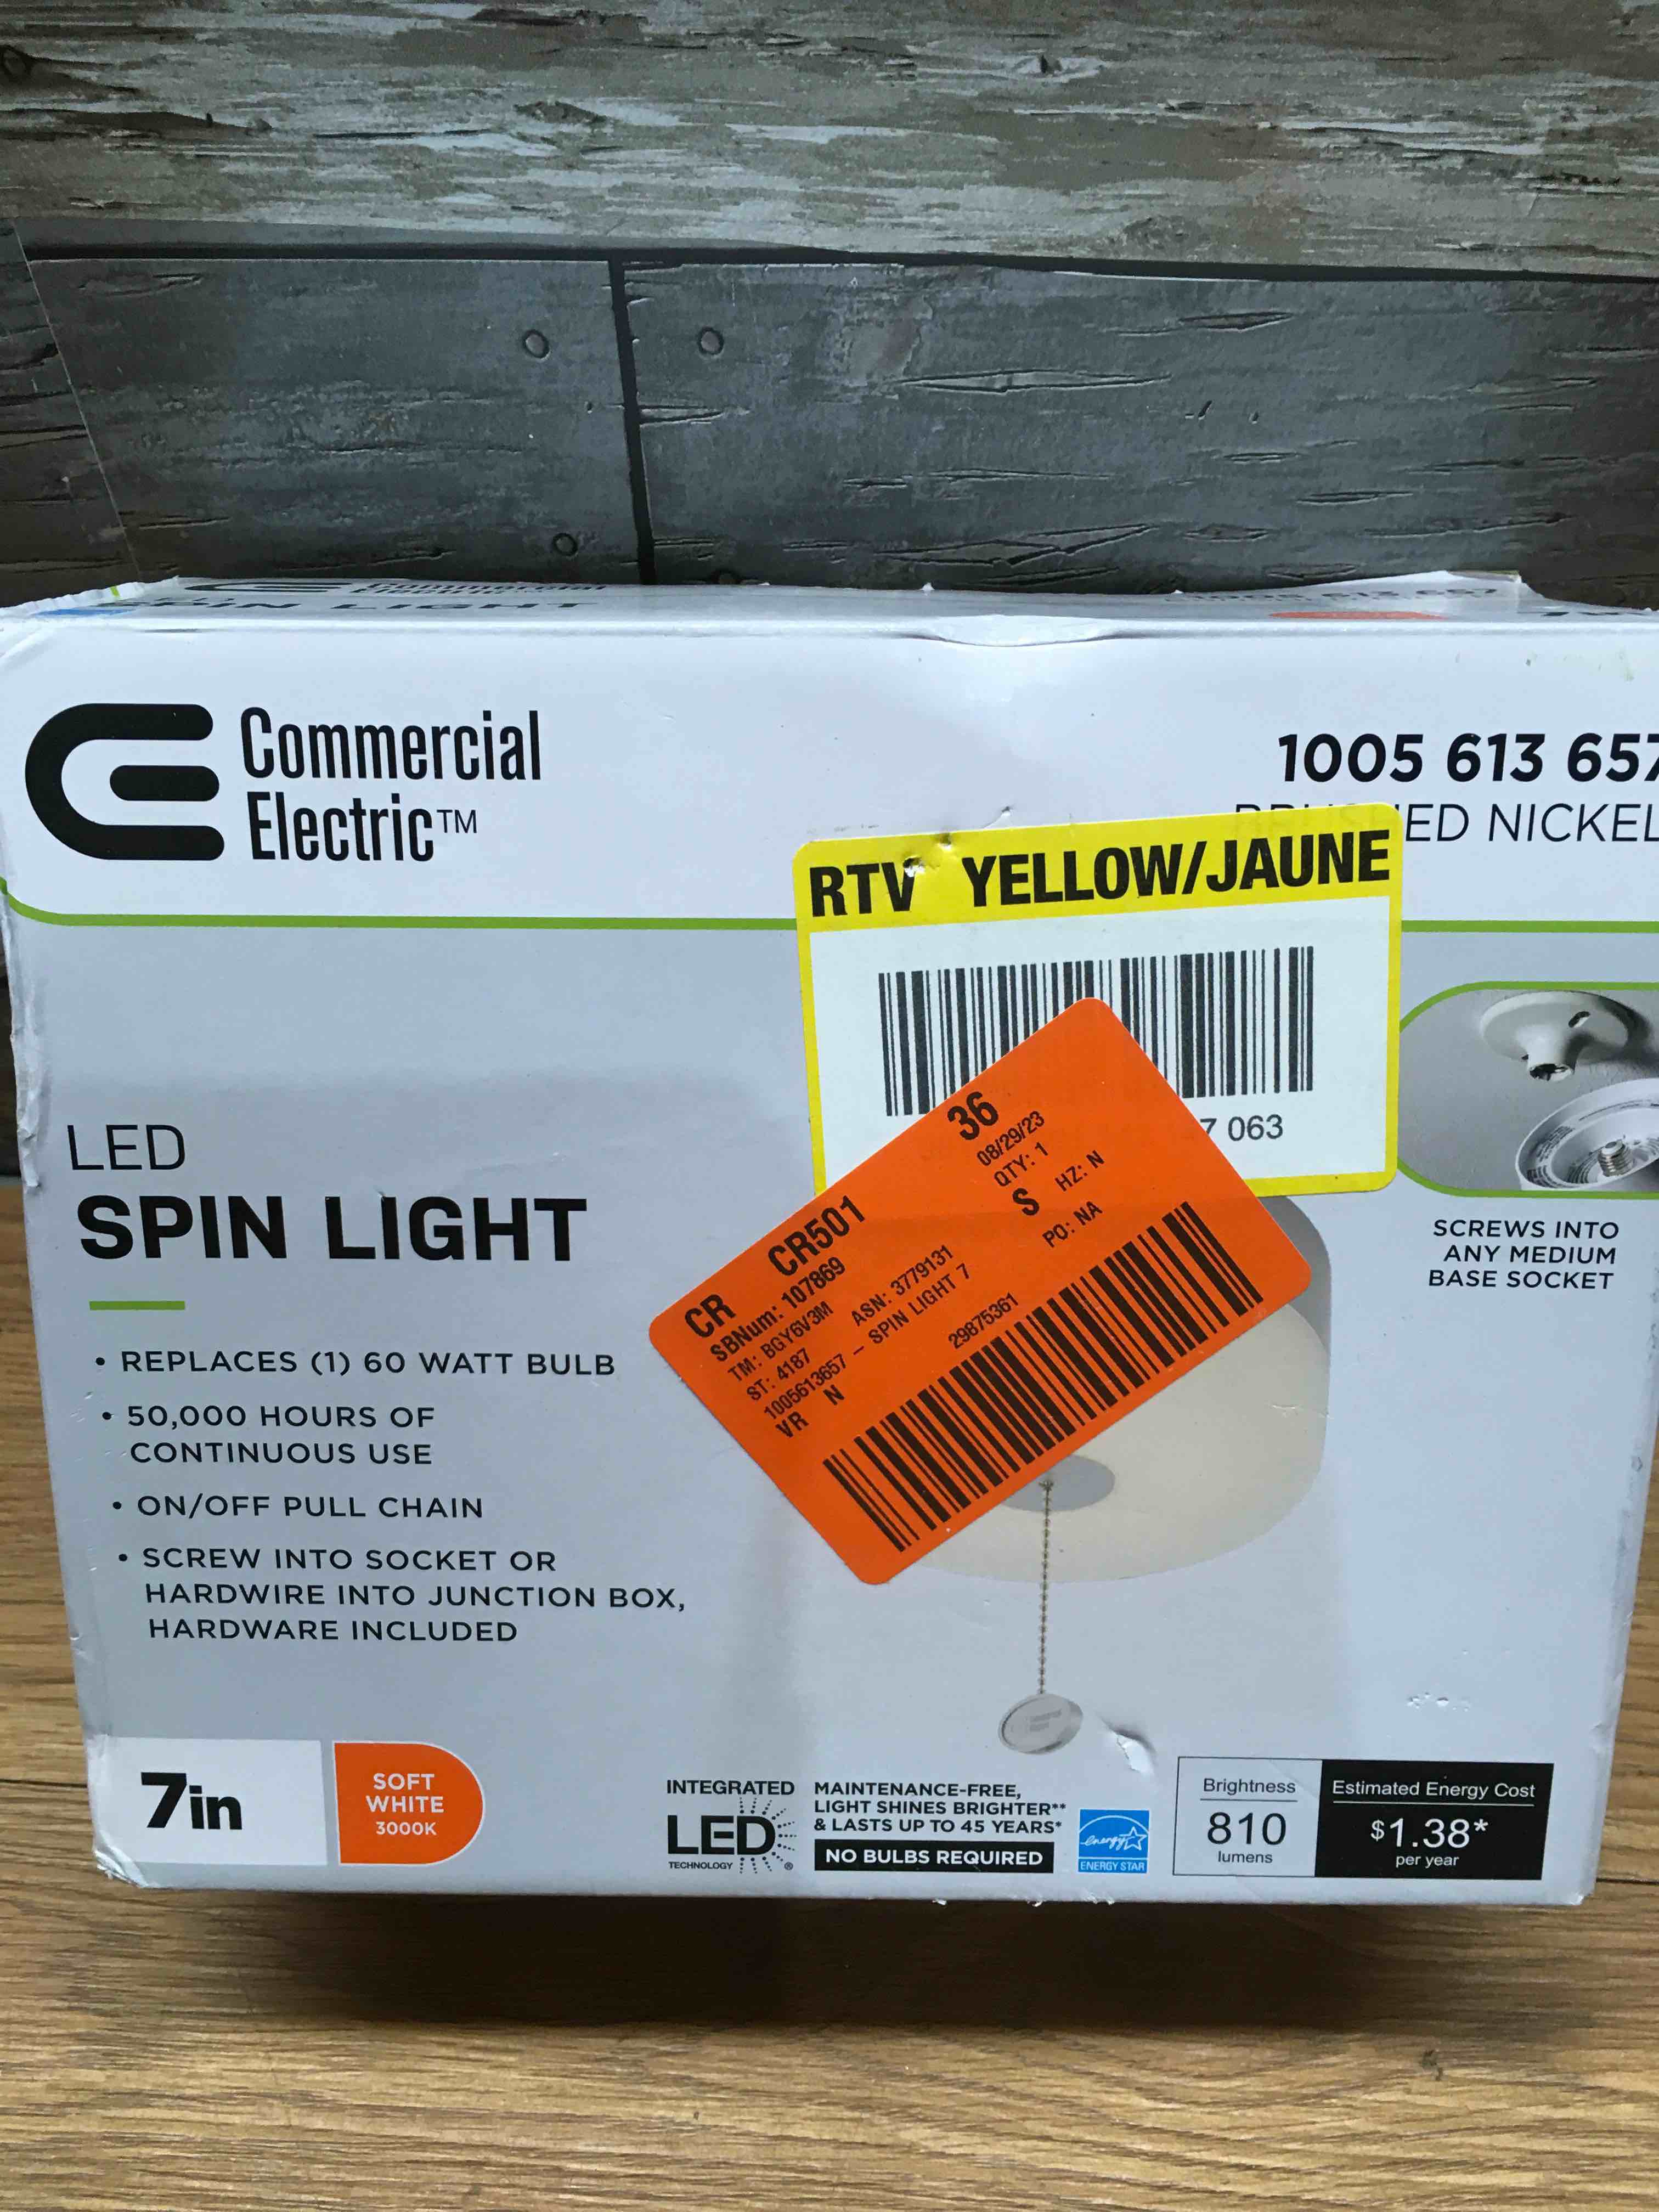 SPIN LIGHT
Commercial
Electric™
1005 613 657
ED NICKEL
RTV YELLOW/JAUNE
7 063
36
08/29/23
QTY: 1
S HZ: N
PO: NA
CR CR501
SBNum: 107869
TM: BGY6V3M ASN: 3779131
ST: 4187
1005613657 – SPIN LIGHT 7
VR N 29875361
SCREWS INTO
ANY MEDIUM
BASE SOCKET
LED
SPIN LIGHT
• REPLACES (1) 60 WATT BULB
• 50,000 HOURS OF
CONTINUOUS USE
• ON/OFF PULL CHAIN
• SCREW INTO SOCKET OR
HARDWIRE INTO JUNCTION BOX,
HARDWARE INCLUDED
7in
SOFT
WHITE
3000K
INTEGRATED
LED
TECHNOLOGY ®
MAINTENANCE-FREE,
LIGHT SHINES BRIGHTER**
& LASTS UP TO 45 YEARS*
NO BULBS REQUIRED
energy
ENERGY STAR
Brightness
810
lumens
Estimated Energy Cost
$1.38*
per year